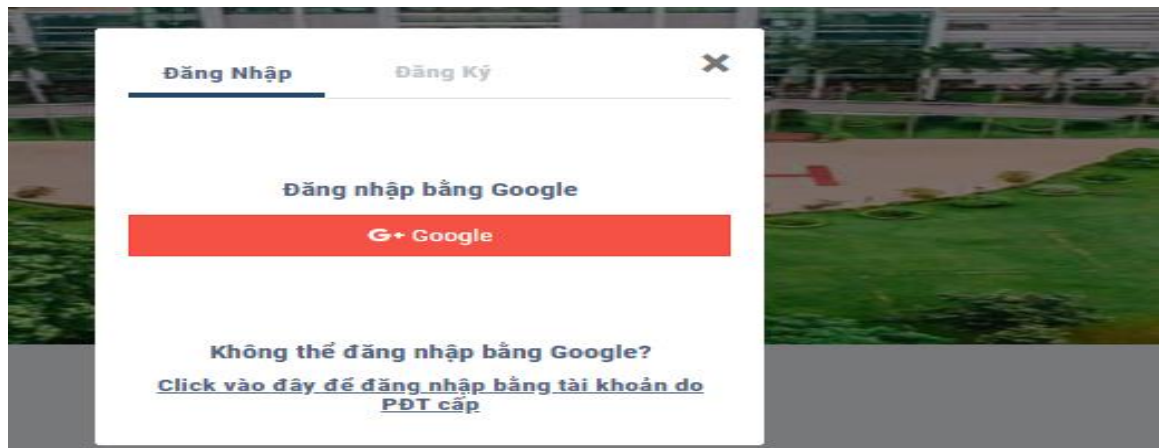 Đăng Nhập Đăng Ký ×
Đăng nhập bằng Google
G+ Google
Không thể đăng nhập bằng Google?
Click vào đây để đăng nhập bằng tài khoản do
PĐT cấp